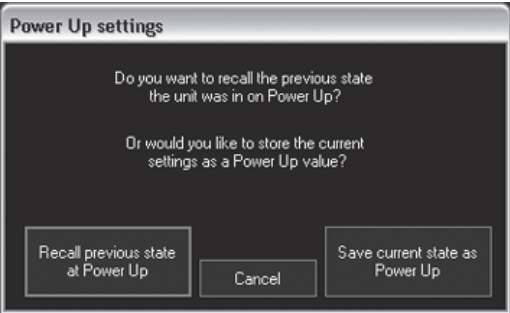 Power Up settings
Do you want to recall the previous state
the unit was in on Power Up?
Or would you like to store the current
settings as a Power Up value?
Recall previous state
at Power Up
Cancel
Save current state as
Power Up